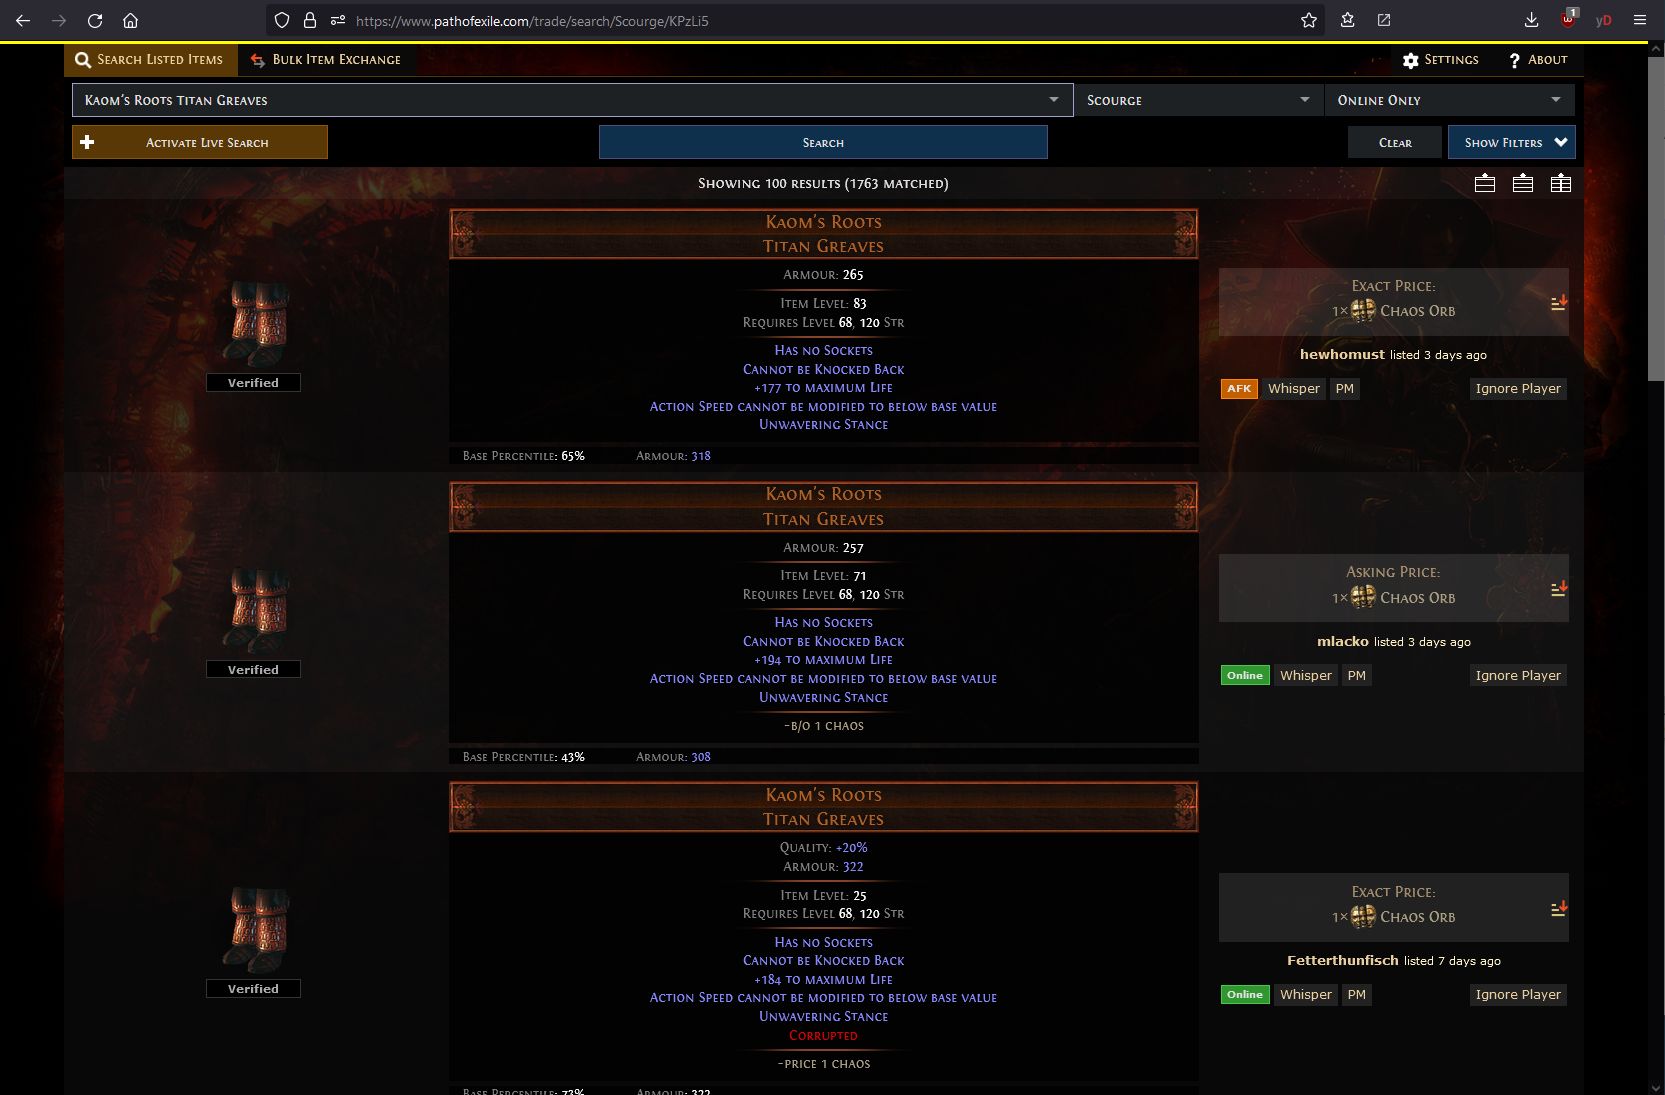 https://www.pathofexile.com/trade/search/Scourge/KPzLi5
1
yD
Search Listed Items
Bulk Item Exchange
Settings
? About
Kaom's Roots Titan Greaves
Scourge
Online Only
Activate Live Search
Search
Clear
Show Filters
Showing 100 results (1763 matched)
Kaom's Roots
Titan Greaves
Armour: 265
Item Level: 83
Requires Level 68, 120 Str
Has no Sockets
Cannot be Knocked Back
+177 to maximum Life
Action Speed cannot be modified to below base value
Unwavering Stance
Base Percentile: 65% Armour: 318
Verified
Exact Price:
1× Chaos Orb
hewhomust listed 3 days ago
AFK Whisper PM Ignore Player
Kaom's Roots
Titan Greaves
Armour: 257
Item Level: 71
Requires Level 68, 120 Str
Has no Sockets
Cannot be Knocked Back
+194 to maximum Life
Action Speed cannot be modified to below base value
Unwavering Stance
~b/o 1 chaos
Base Percentile: 43% Armour: 308
Verified
Asking Price:
1× Chaos Orb
mlacko listed 3 days ago
Online Whisper PM Ignore Player
Kaom's Roots
Titan Greaves
Quality: +20%
Armour: 322
Item Level: 25
Requires Level 68, 120 Str
Has no Sockets
Cannot be Knocked Back
+184 to maximum Life
Action Speed cannot be modified to below base value
Unwavering Stance
Corrupted
~price 1 chaos
Base Percentile: 73% Armour: 322
Verified
Exact Price:
1× Chaos Orb
Fetterthunfisch listed 7 days ago
Online Whisper PM Ignore Player